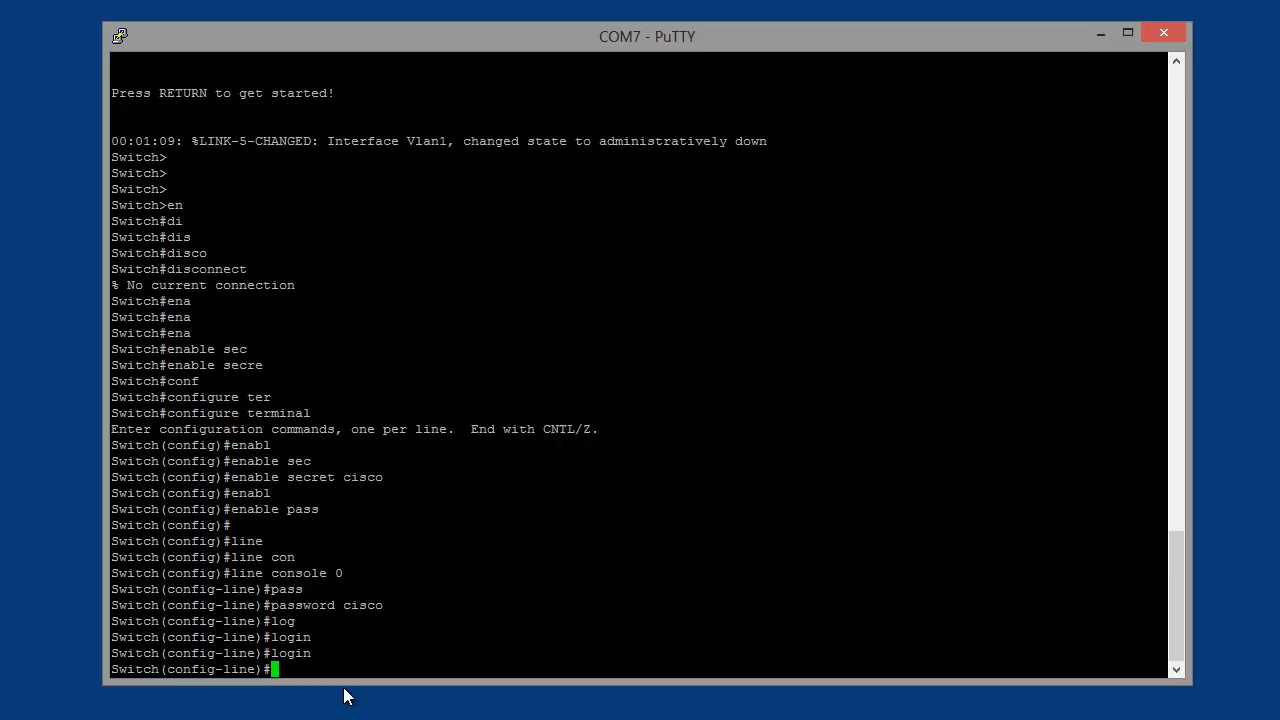 COM7 - PuTTY
Press RETURN to get started!
00:01:09: %LINK-5-CHANGED: Interface Vlan1, changed state to administratively down
Switch>
Switch>
Switch>
Switch>en
Switch#di
Switch#dis
Switch#disco
Switch#disconnect
% No current connection
Switch#ena
Switch#ena
Switch#ena
Switch#enable sec
Switch#enable secre
Switch#conf
Switch#configure ter
Switch#configure terminal
Enter configuration commands, one per line.  End with CNTL/Z.
Switch(config)#enabl
Switch(config)#enable sec
Switch(config)#enable secret cisco
Switch(config)#enabl
Switch(config)#enable pass
Switch(config)#
Switch(config)#line
Switch(config)#line con
Switch(config)#line console 0
Switch(config-line)#pass
Switch(config-line)#password cisco
Switch(config-line)#log
Switch(config-line)#login
Switch(config-line)#login
Switch(config-line)#